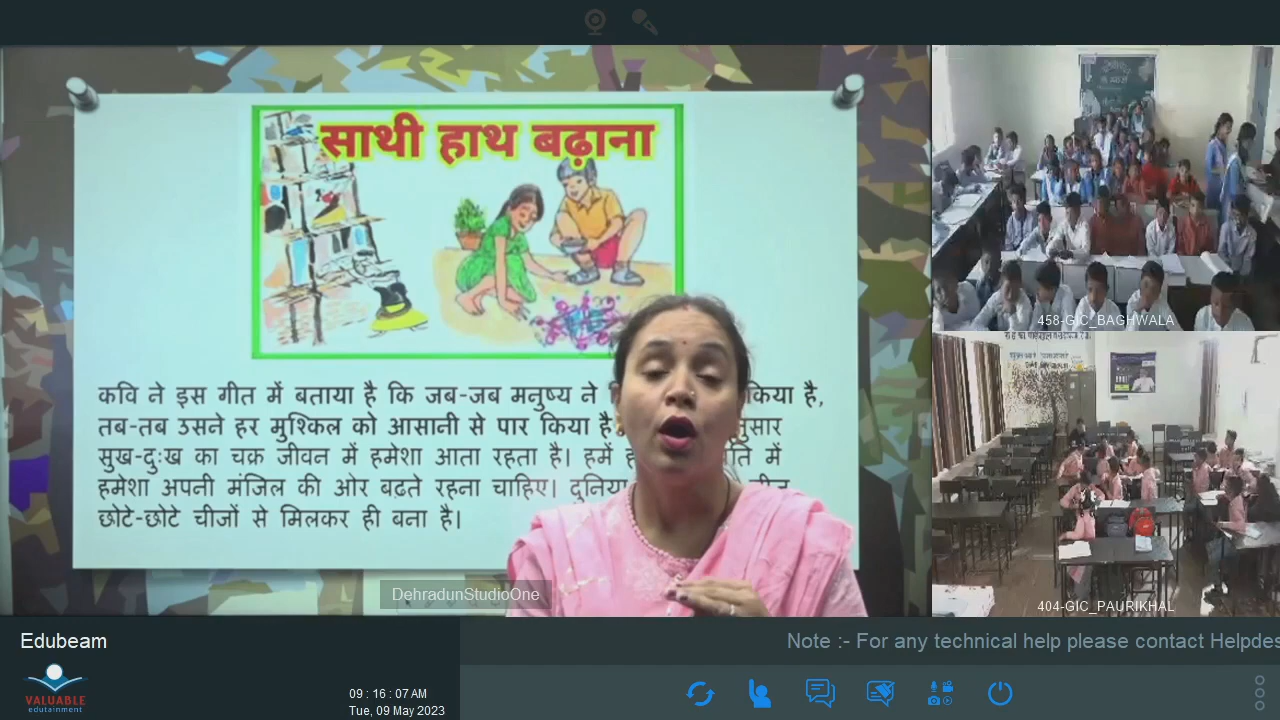 साथी हाथ बढ़ाना
कवि ने इस गीत में बताया है कि जब-जब मनुष्य ने किया है,
तब-तब उसने हर मुश्किल को आसानी से पार किया है
सुख-दुःख का चक्र जीवन में हमेशा आता रहता है। हमें में
हमेशा अपनी मंजिल की ओर बढ़ते रहना चाहिए। दुनिया
छोटे-छोटे चीजों से मिलकर ही बना है।
DehradunStudioOne
458-GIC_BAGHWALA
404-GIC_PAURIKHAL
Edubeam
Note :- For any technical help please contact
VALUABLE
edutainment
09 : 16 : 07 AM
Tue, 09 May 2023